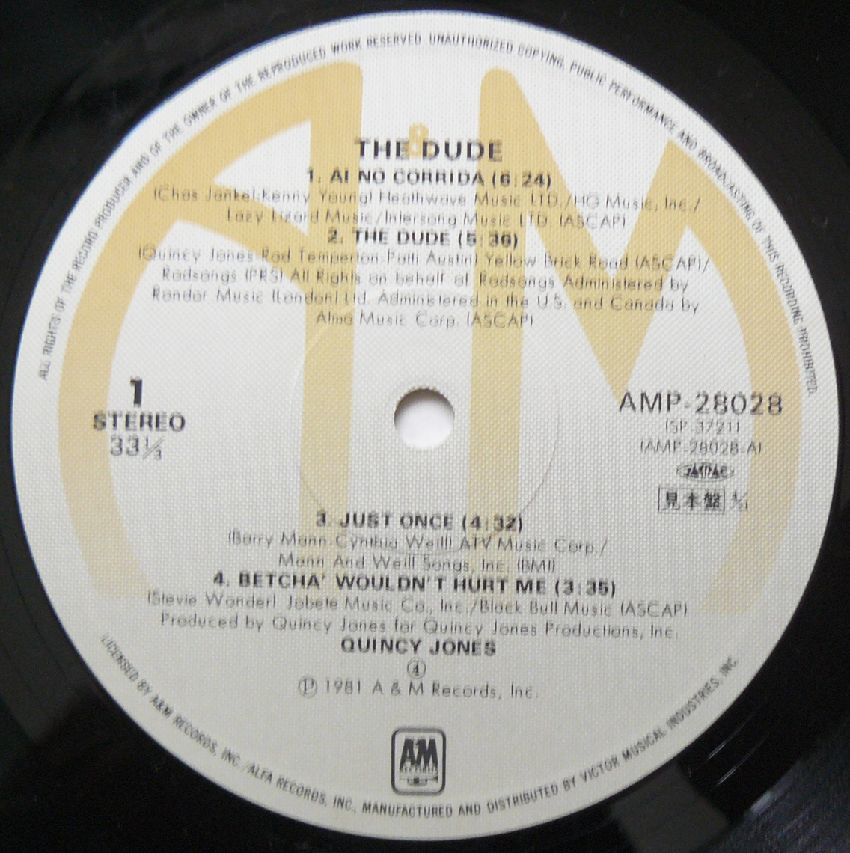 ALL RIGHTS OF THE RECORD PRODUCER AND OF THE OWNER OF THE REPRODUCED WORK RESERVED. UNAUTHORIZED COPYING, PUBLIC PERFORMANCE AND BROADCASTING OF THIS RECORDING PROHIBITED.
&
THE DUDE
1. AI NO CORRIDA (6:24)
(Chas Jankel-Kenny Young) Heathwave Music LTD./HG Music, Inc./
Lazy Lizard Music/Intersong Music LTD. (ASCAP)
2. THE DUDE (5:36)
(Quincy Jones-Rod Temperton-Patti Austin) Yellow Brick Road (ASCAP)/
Rodsongs (PRS) All Rights on behalf of Rodsongs Administered by
Rondor Music (London) Ltd. Administered in the U.S. and Canada by
Alma Music Corp. (ASCAP)
1
STEREO
33⅓
AMP-28028
(SP 3721)
(AMP-28028-A)
見本盤
3. JUST ONCE (4:32)
(Barry Mann-Cynthia Weill) ATV Music Corp./
Mann And Weill Songs, Inc. (BMI)
4. BETCHA' WOULDN'T HURT ME (3:35)
(Stevie Wonder) Jobete Music Co., Inc./Black Bull Music (ASCAP)
Produced by Quincy Jones for Quincy Jones Productions, Inc.
QUINCY JONES
④
Ⓟ 1981 A & M Records, Inc.
A&M
RECORDS
LICENSED BY A&M RECORDS, INC./ALFA RECORDS, INC., MANUFACTURED AND DISTRIBUTED BY VICTOR MUSICAL INDUSTRIES, INC.